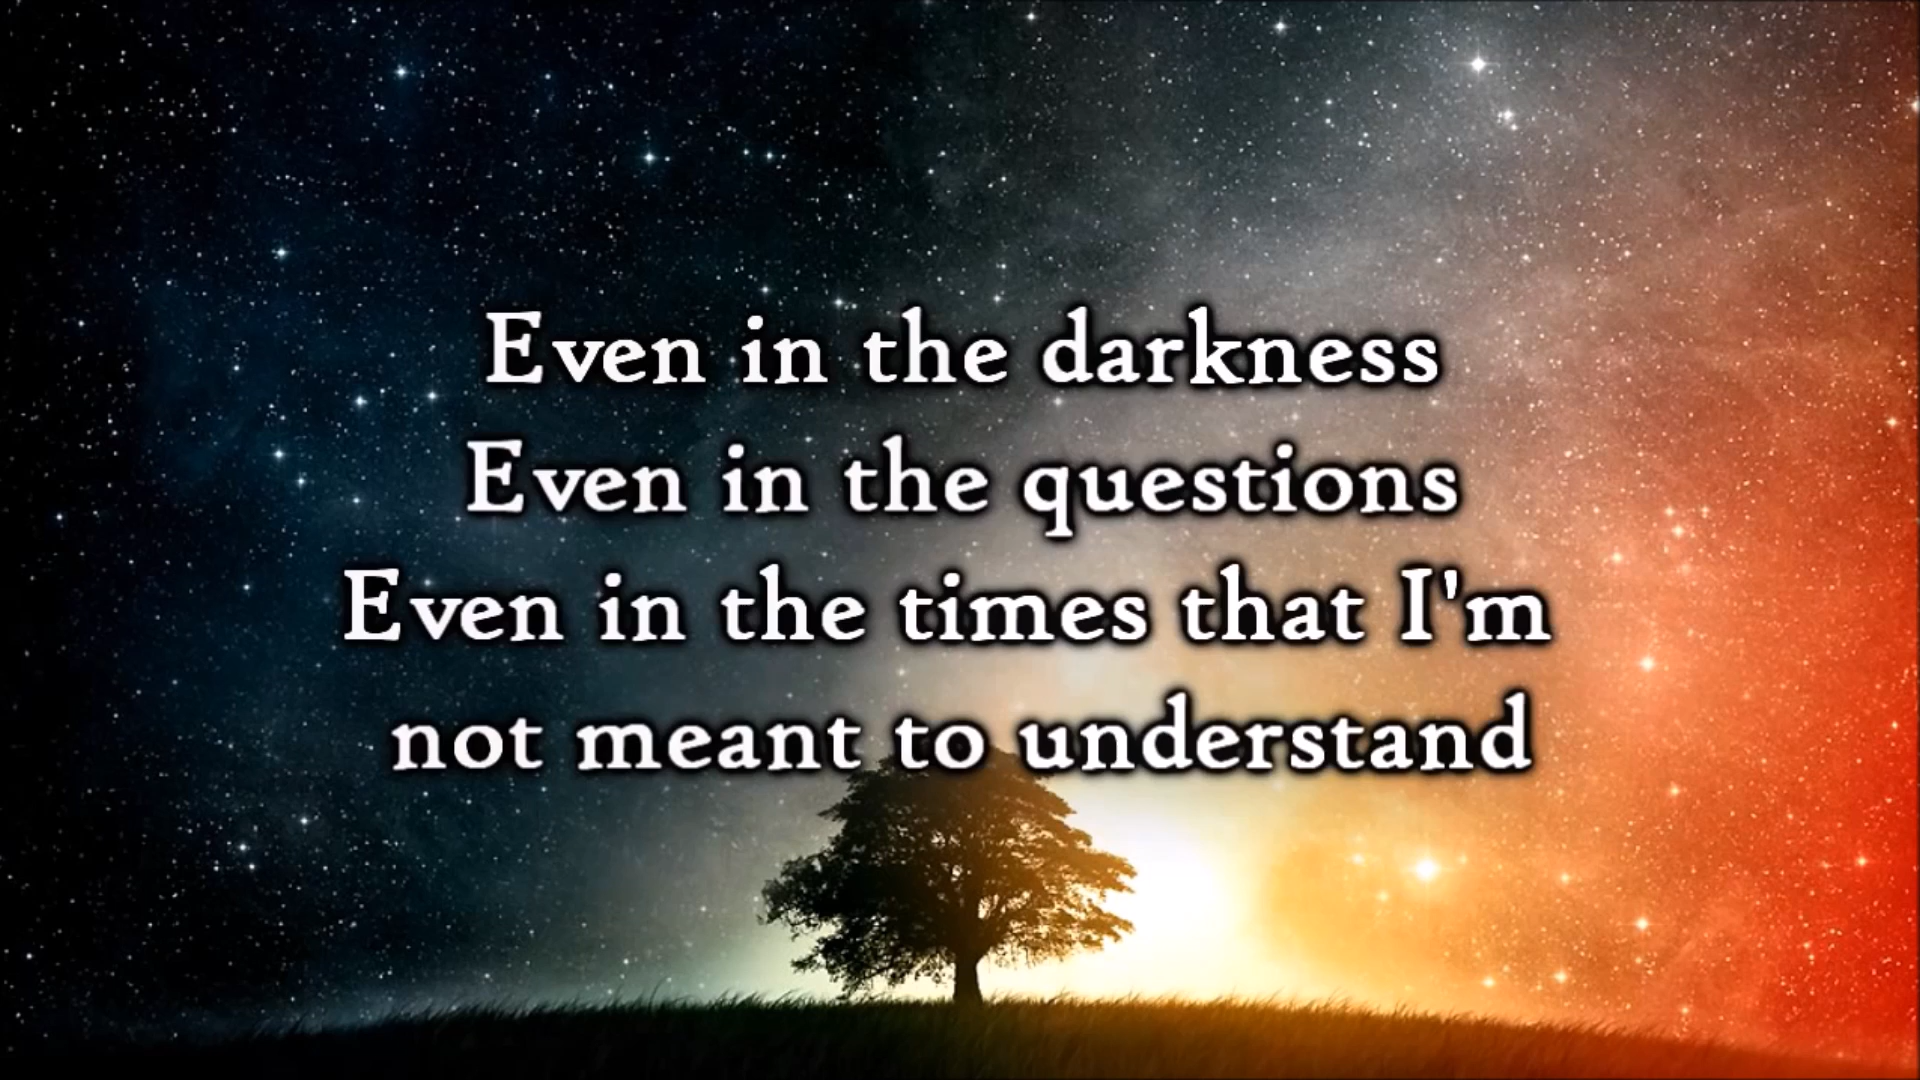 Even in the darkness
Even in the questions
Even in the times that I'm
not meant to understand